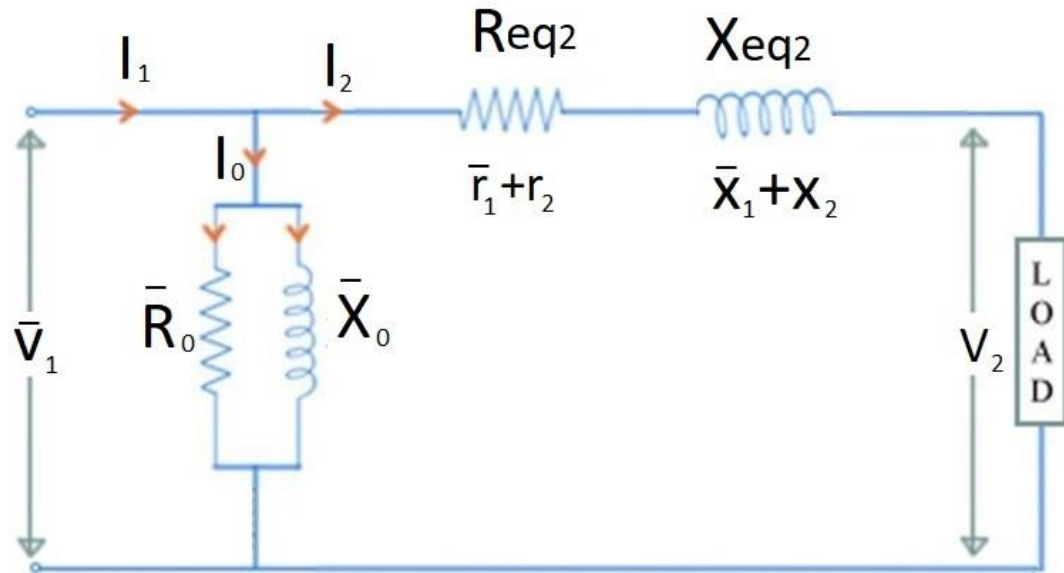 Req2
Xeq2
I₁
I₂
I₀
r̄₁+r₂
x̄₁+x₂
R̄₀
X̄₀
v̄₁
V₂
LOAD